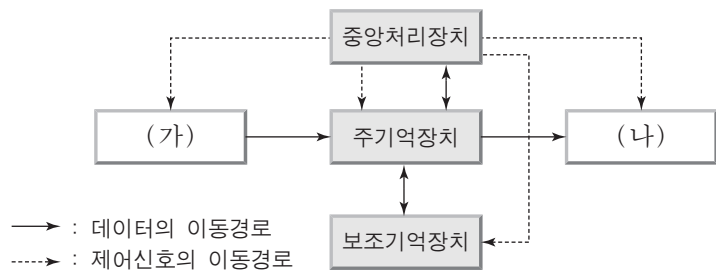 중앙처리장치
(가)
주기억장치
(나)
보조기억장치
: 데이터의 이동경로
: 제어신호의 이동경로